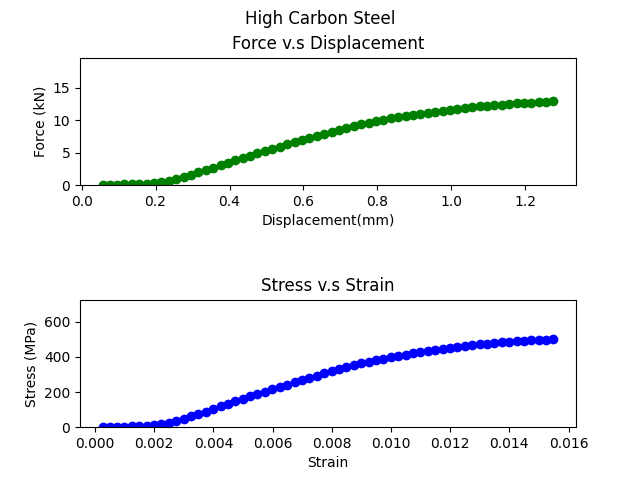 High Carbon Steel
Force v.s Displacement
Force (kN)
15
10
5
0
0.0 0.2 0.4 0.6 0.8 1.0 1.2
Displacement(mm)
Stress v.s Strain
Stress (MPa)
600
400
200
0
0.000 0.002 0.004 0.006 0.008 0.010 0.012 0.014 0.016
Strain